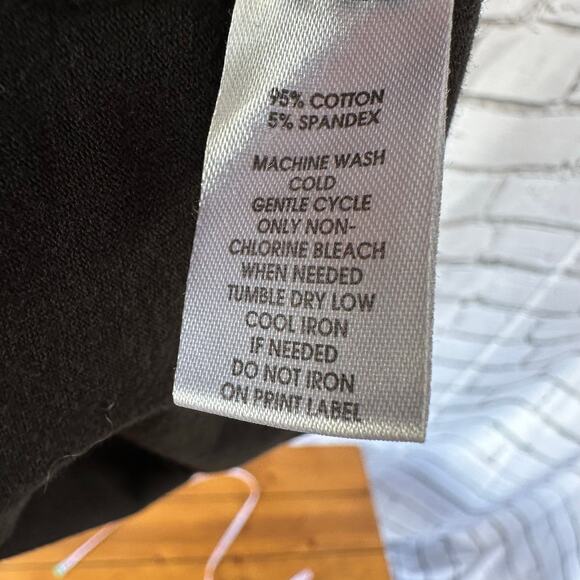 95% COTTON
5% SPANDEX
MACHINE WASH
COLD
GENTLE CYCLE
ONLY NON-
CHLORINE BLEACH
WHEN NEEDED
TUMBLE DRY LOW
COOL IRON
IF NEEDED
DO NOT IRON
ON PRINT LABEL